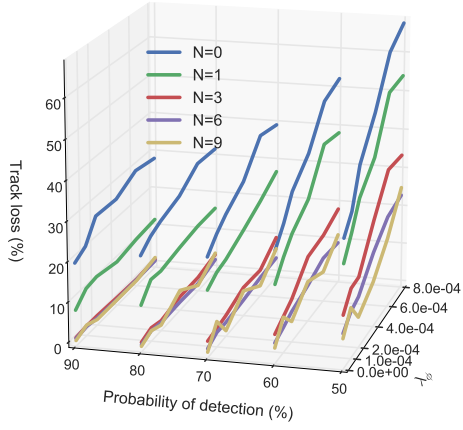 N=0
N=1
N=3
N=6
N=9
Track loss (%)
60
50
40
30
20
10
0
90
80
70
60
50
Probability of detection (%)
8.0e-04
6.0e-04
4.0e-04
2.0e-04
1.0e-04
0.0e+00
λφ